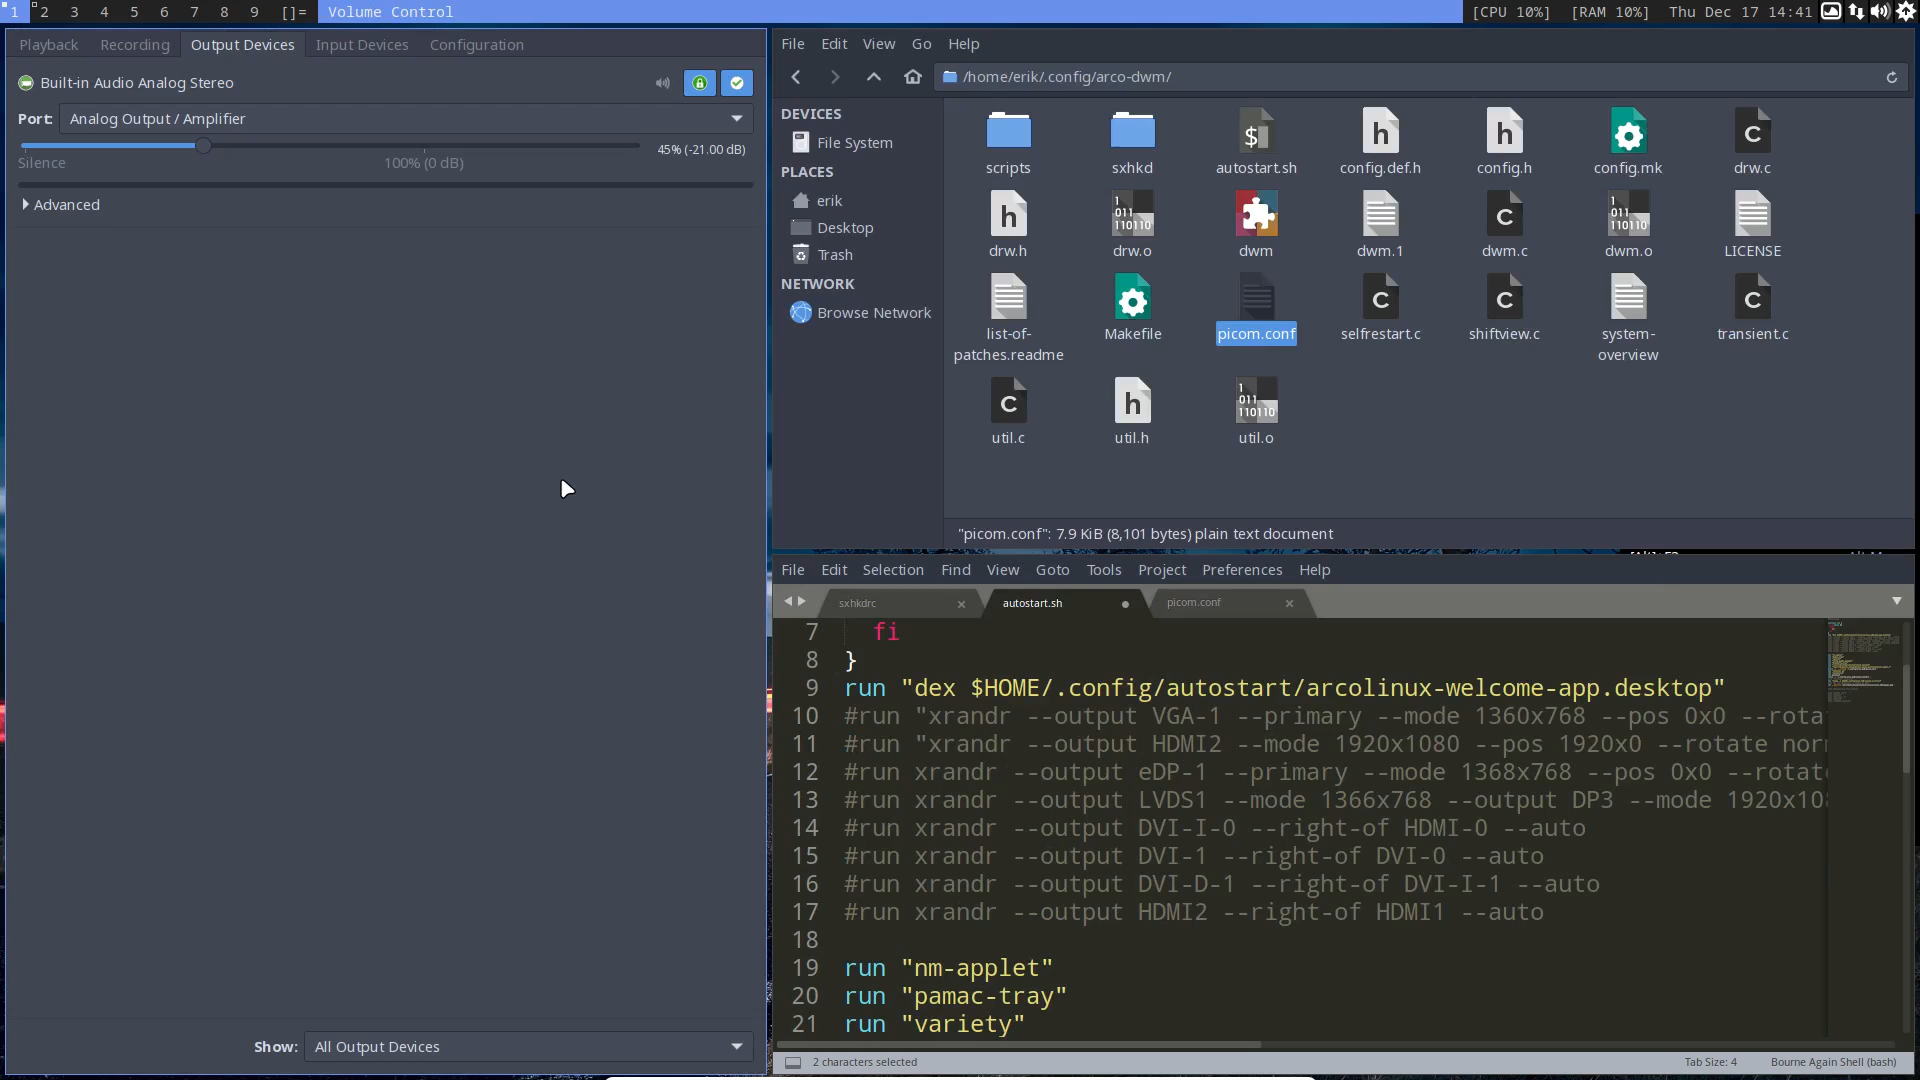 1 2 3 4 5 6 7 8 9 []= Volume Control [CPU 10%] [RAM 10%] Thu Dec 17 14:41
Playback Recording Output Devices Input Devices Configuration
Built-in Audio Analog Stereo
Port: Analog Output / Amplifier
45% (-21.00 dB)
Silence 100% (0 dB)
Advanced
Show: All Output Devices
File Edit View Go Help
/home/erik/.config/arco-dwm/
DEVICES
File System
PLACES
erik
Desktop
Trash
NETWORK
Browse Network
scripts sxhkd autostart.sh config.def.h config.h config.mk drw.c
drw.h drw.o dwm dwm.1 dwm.c dwm.o LICENSE
list-of-patches.readme Makefile picom.conf selfrestart.c shiftview.c system-overview transient.c
util.c util.h util.o
"picom.conf": 7.9 KiB (8,101 bytes) plain text document
File Edit Selection Find View Goto Tools Project Preferences Help
sxhkdrc autostart.sh picom.conf
7 fi
8 }
9 run "dex $HOME/.config/autostart/arcolinux-welcome-app.desktop"
10 #run "xrandr --output VGA-1 --primary --mode 1360x768 --pos 0x0 --rota
11 #run "xrandr --output HDMI2 --mode 1920x1080 --pos 1920x0 --rotate nor
12 #run xrandr --output eDP-1 --primary --mode 1368x768 --pos 0x0 --rotat
13 #run xrandr --output LVDS1 --mode 1366x768 --output DP3 --mode 1920x10
14 #run xrandr --output DVI-I-0 --right-of HDMI-0 --auto
15 #run xrandr --output DVI-1 --right-of DVI-0 --auto
16 #run xrandr --output DVI-D-1 --right-of DVI-I-1 --auto
17 #run xrandr --output HDMI2 --right-of HDMI1 --auto
18
19 run "nm-applet"
20 run "pamac-tray"
21 run "variety"
2 characters selected Tab Size: 4 Bourne Again Shell (bash)